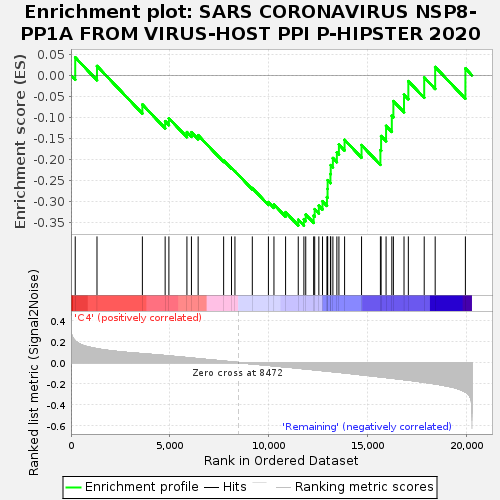 Enrichment plot: SARS CORONAVIRUS NSP8-
PP1A FROM VIRUS-HOST PPI P-HIPSTER 2020
Enrichment score (ES)
0.05
0.00
-0.05
-0.10
-0.15
-0.20
-0.25
-0.30
-0.35
Ranked list metric (Signal2Noise)
'C4' (positively correlated)
0.4
0.2
0.0
-0.2
-0.4
-0.6
Zero cross at 8472
'Remaining' (negatively correlated)
0 5,000 10,000 15,000 20,000
Rank in Ordered Dataset
Enrichment profile Hits Ranking metric scores